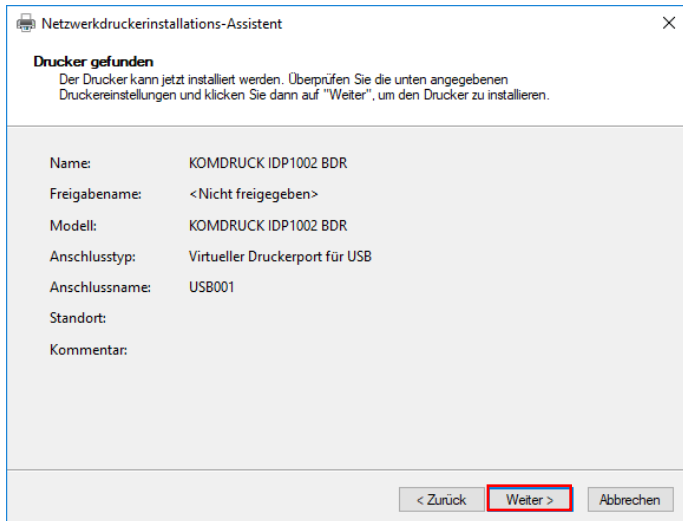 Netzwerkdruckerinstallations-Assistent
Drucker gefunden
Der Drucker kann jetzt installiert werden. Überprüfen Sie die unten angegebenen
Druckereinstellungen und klicken Sie dann auf "Weiter", um den Drucker zu installieren.
Name: KOMDRUCK IDP1002 BDR
Freigabename: <Nicht freigegeben>
Modell: KOMDRUCK IDP1002 BDR
Anschlusstyp: Virtueller Druckerport für USB
Anschlussname: USB001
Standort:
Kommentar:
< Zurück Weiter > Abbrechen